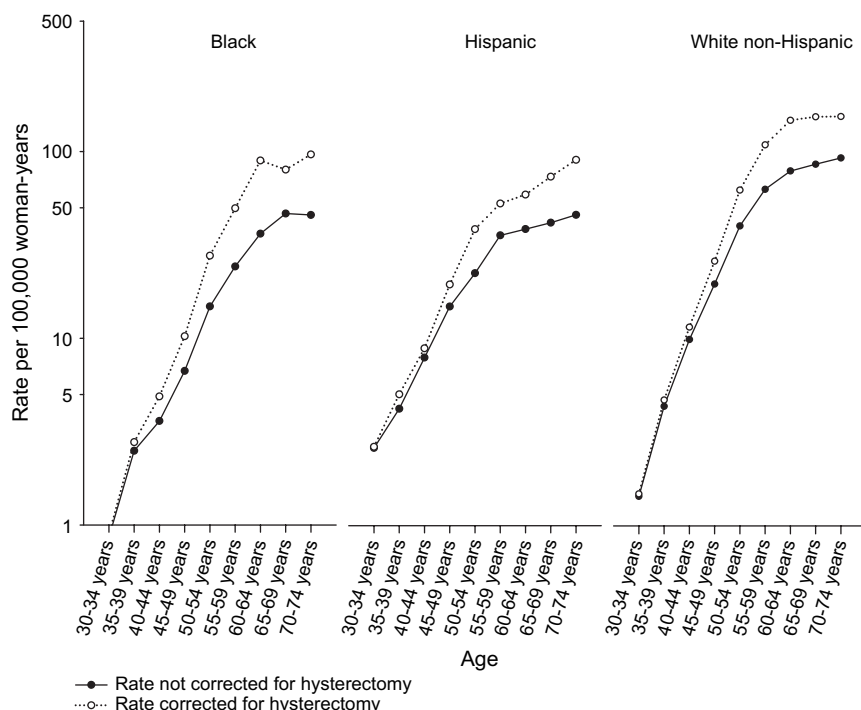 500
100
50
10
5
1
Rate per 100,000 woman-years
Black
Hispanic
White non-Hispanic
30-34 years
35-39 years
40-44 years
45-49 years
50-54 years
55-59 years
60-64 years
65-69 years
70-74 years
30-34 years
35-39 years
40-44 years
45-49 years
50-54 years
55-59 years
60-64 years
65-69 years
70-74 years
30-34 years
35-39 years
40-44 years
45-49 years
50-54 years
55-59 years
60-64 years
65-69 years
70-74 years
Age
Rate not corrected for hysterectomy
Rate corrected for hysterectomy